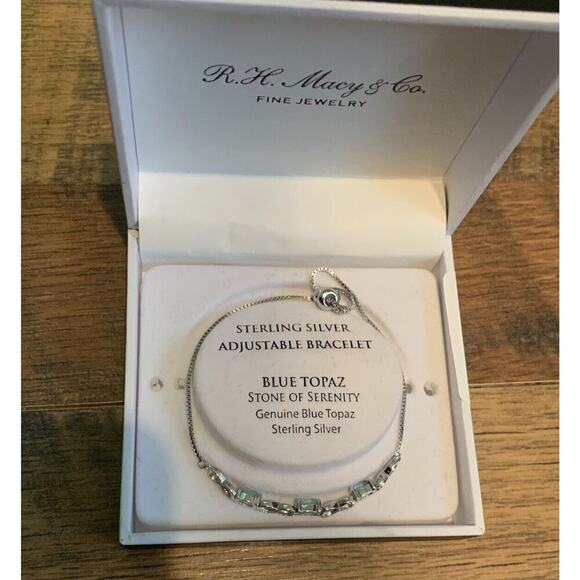 R.H. Macy & Co.
FINE JEWELRY
STERLING SILVER
ADJUSTABLE BRACELET
BLUE TOPAZ
STONE OF SERENITY
Genuine Blue Topaz
Sterling Silver